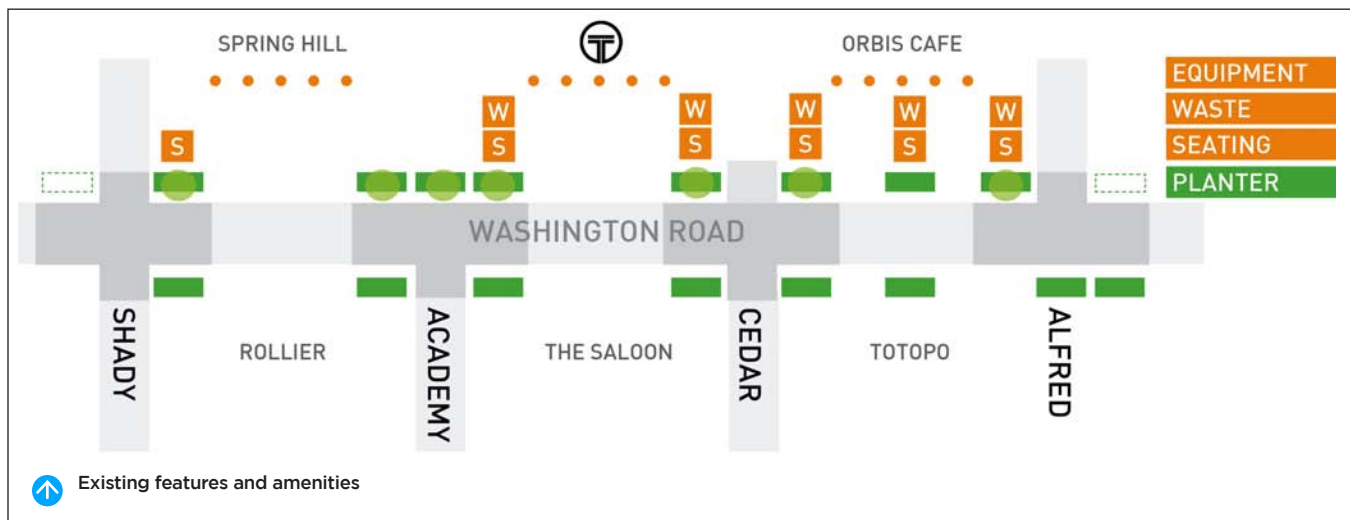 SPRING HILL
T
ORBIS CAFE
EQUIPMENT
W W W W W WASTE
S S S S S S SEATING
PLANTER
WASHINGTON ROAD
SHADY
ROLLIER
ACADEMY
THE SALOON
CEDAR
TOTOPO
ALFRED
Existing features and amenities